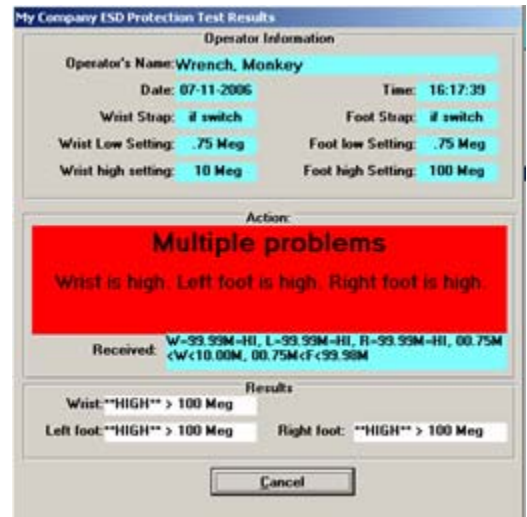 My Company ESD Protection Test Results
Operator Information
Operator's Name: Wrench, Monkey
Date: 07-11-2006 Time: 16:17:39
Wrist Strap: if switch Foot Strap: if switch
Wrist Low Setting: .75 Meg Foot low Setting: .75 Meg
Wrist high setting: 10 Meg Foot high Setting: 100 Meg
Action:
Multiple problems
Wrist is high. Left foot is high. Right foot is high.
Received: W=99.99M=HI, L=99.99M=HI, R=99.99M=HI, 00.75M
<W<10.00M, 00.75M<F<99.98M
Results
Wrist: **HIGH** > 100 Meg
Left foot: **HIGH** > 100 Meg Right foot: **HIGH** > 100 Meg
Cancel